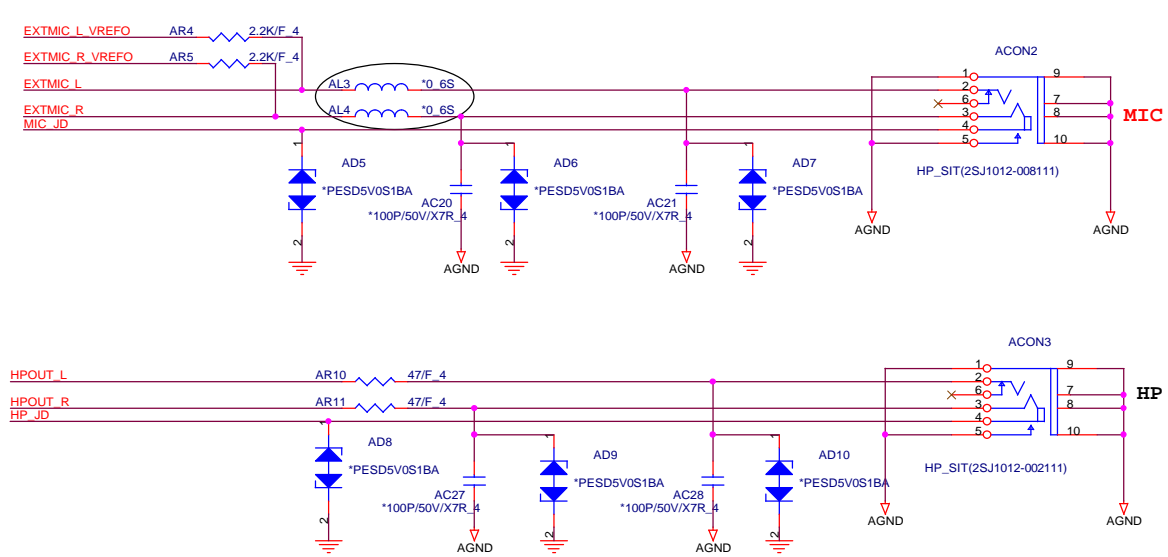 EXTMIC_L_VREFO AR4 2.2K/F_4
EXTMIC_R_VREFO AR5 2.2K/F_4
ACON2
EXTMIC_L AL3 *0_6S 1 9
2
6 7
EXTMIC_R AL4 *0_6S 3 8 MIC
MIC_JD 4
5 10
1 1 1
AD5 AD6 AD7
HP_SIT(2SJ1012-008111)
*PESD5V0S1BA *PESD5V0S1BA *PESD5V0S1BA
AC20 AC21
*100P/50V/X7R_4 *100P/50V/X7R_4
AGND AGND
2 2 2
AGND AGND
ACON3
1 9
HPOUT_L AR10 47/F_4 2
6 7 HP
HPOUT_R AR11 47/F_4 3 8
HP_JD 4
1 5 10
1 1
AD8 AD9 AD10
*PESD5V0S1BA HP_SIT(2SJ1012-002111)
*PESD5V0S1BA *PESD5V0S1BA
AC27 AC28
*100P/50V/X7R_4 *100P/50V/X7R_4
2 2 2
AGND AGND
AGND AGND